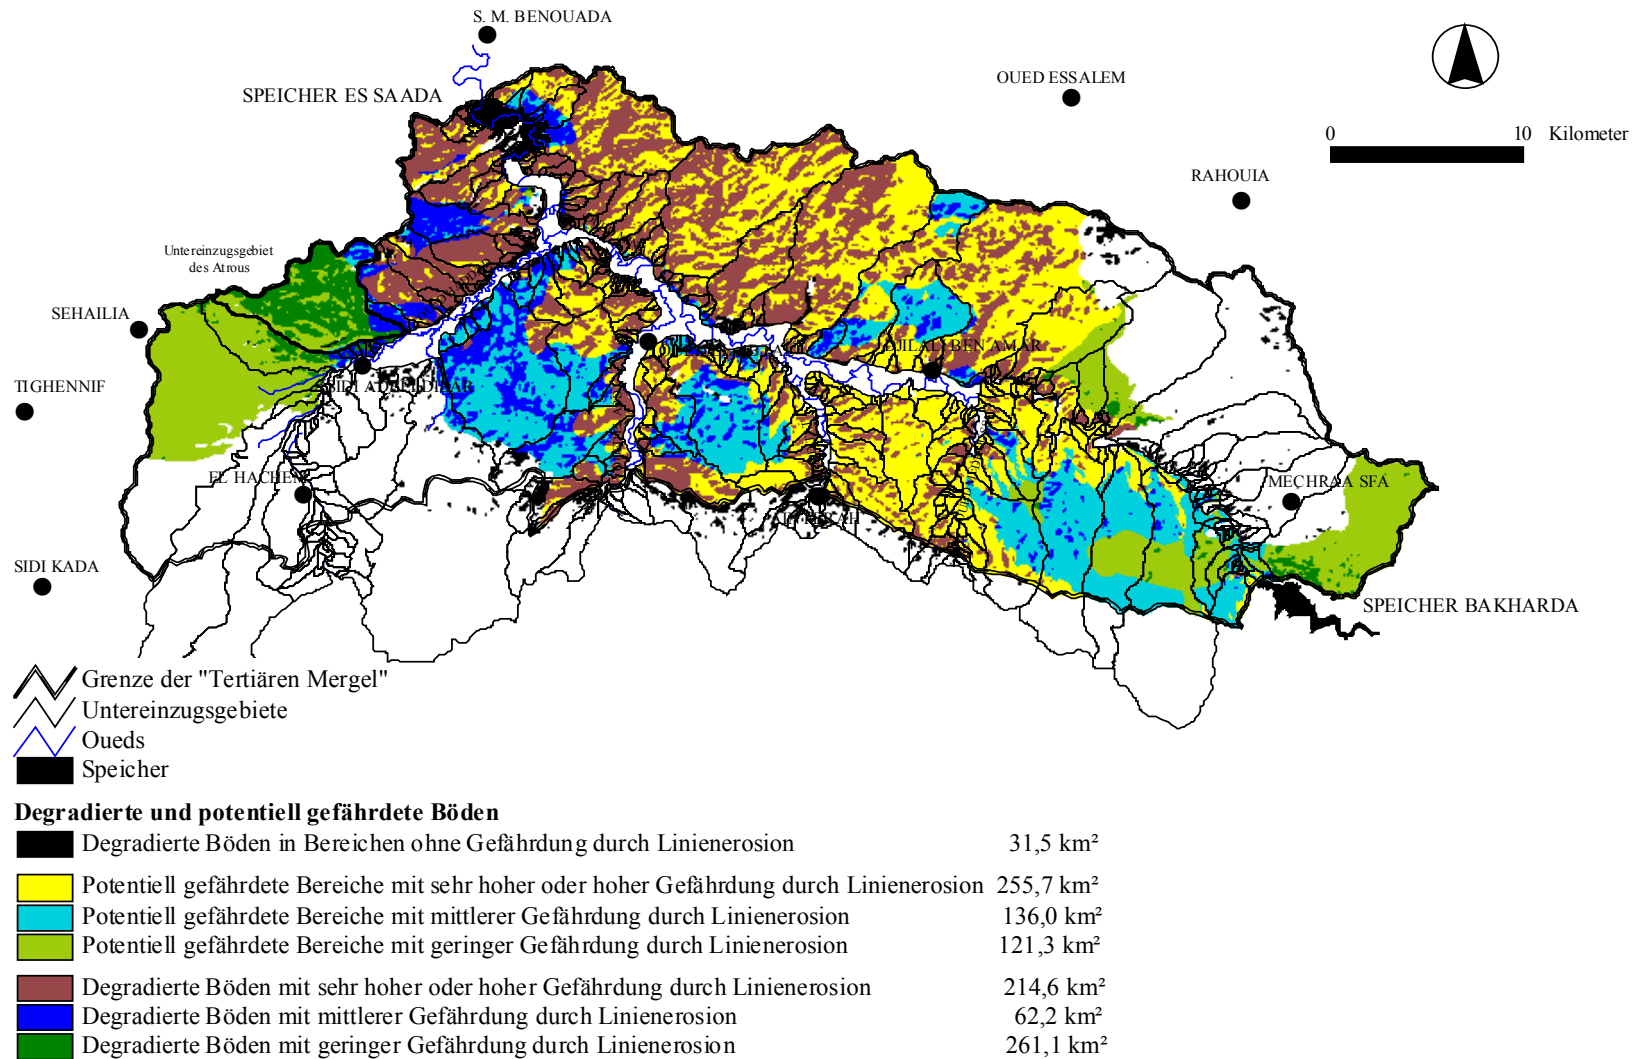 S. M. BENOUADA
OUED ESSALEM
SPEICHER ES SAADA
0 10 Kilometer
RAHOUIA
Untereinzugsgebiet
des Atrous
SEHAILIA
DJILALI BEN AMAR
TIGHENNIF
SIDI ABDELDJBAR
EL HACHEM
MECHRAA SFA
SIDI KADA
SPEICHER BAKHARDA
Grenze der "Tertiären Mergel"
Untereinzugsgebiete
Oueds
Speicher
Degradierte und potentiell gefährdete Böden
Degradierte Böden in Bereichen ohne Gefährdung durch Linienerosion 31,5 km²
Potentiell gefährdete Bereiche mit sehr hoher oder hoher Gefährdung durch Linienerosion 255,7 km²
Potentiell gefährdete Bereiche mit mittlerer Gefährdung durch Linienerosion 136,0 km²
Potentiell gefährdete Bereiche mit geringer Gefährdung durch Linienerosion 121,3 km²
Degradierte Böden mit sehr hoher oder hoher Gefährdung durch Linienerosion 214,6 km²
Degradierte Böden mit mittlerer Gefährdung durch Linienerosion 62,2 km²
Degradierte Böden mit geringer Gefährdung durch Linienerosion 261,1 km²